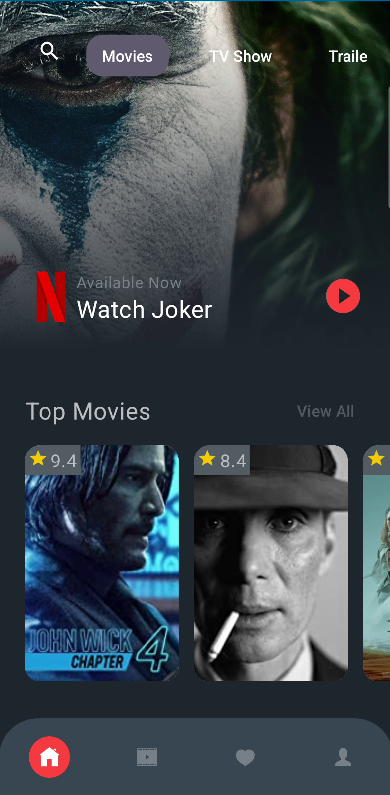 Movies
TV Show
Traile
Available Now
Watch Joker
Top Movies
View All
9.4
8.4
JOHN WICK
CHAPTER 4